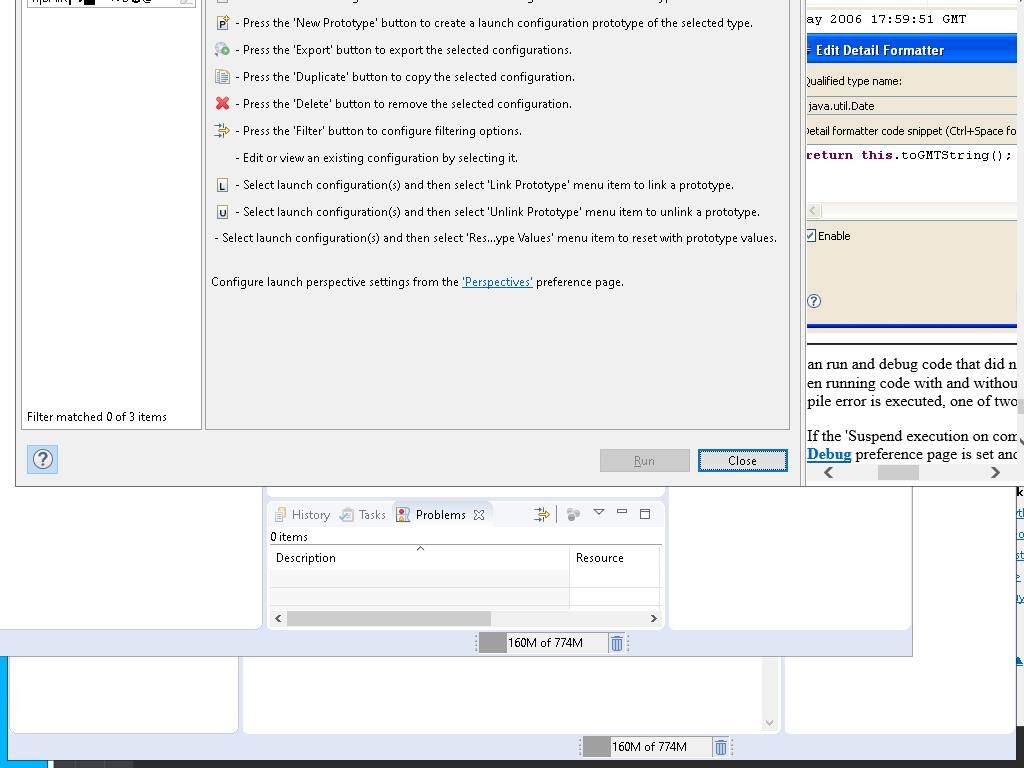 - Press the 'New Prototype' button to create a launch configuration prototype of the selected type.
- Press the 'Export' button to export the selected configurations.
- Press the 'Duplicate' button to copy the selected configuration.
- Press the 'Delete' button to remove the selected configuration.
- Press the 'Filter' button to configure filtering options.
- Edit or view an existing configuration by selecting it.
L - Select launch configuration(s) and then select 'Link Prototype' menu item to link a prototype.
U - Select launch configuration(s) and then select 'Unlink Prototype' menu item to unlink a prototype.
- Select launch configuration(s) and then select 'Res...ype Values' menu item to reset with prototype values.
Configure launch perspective settings from the 'Perspectives' preference page.
Filter matched 0 of 3 items
Run
Close
ay 2006 17:59:51 GMT
Edit Detail Formatter
Qualified type name:
java.util.Date
Detail formatter code snippet (Ctrl+Space fo
return this.toGMTString();
Enable
an run and debug code that did n
en running code with and withou
pile error is executed, one of two
If the 'Suspend execution on com
Debug preference page is set and
History
Tasks
Problems
0 items
Description
Resource
160M of 774M
160M of 774M